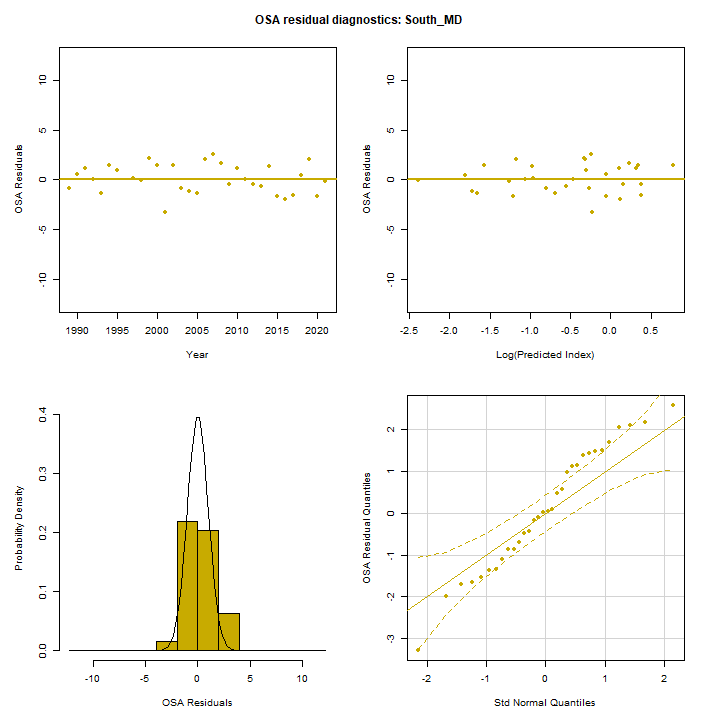 OSA residual diagnostics: South_MD
OSA Residuals
10
5
0
-5
-10
1990 1995 2000 2005 2010 2015 2020
Year
OSA Residuals
10
5
0
-5
-10
-2.5 -2.0 -1.5 -1.0 -0.5 0.0 0.5
Log(Predicted Index)
Probability Density
0.4
0.3
0.2
0.1
0.0
-10 -5 0 5 10
OSA Residuals
OSA Residual Quantiles
2
1
0
-1
-2
-3
-2 -1 0 1 2
Std Normal Quantiles